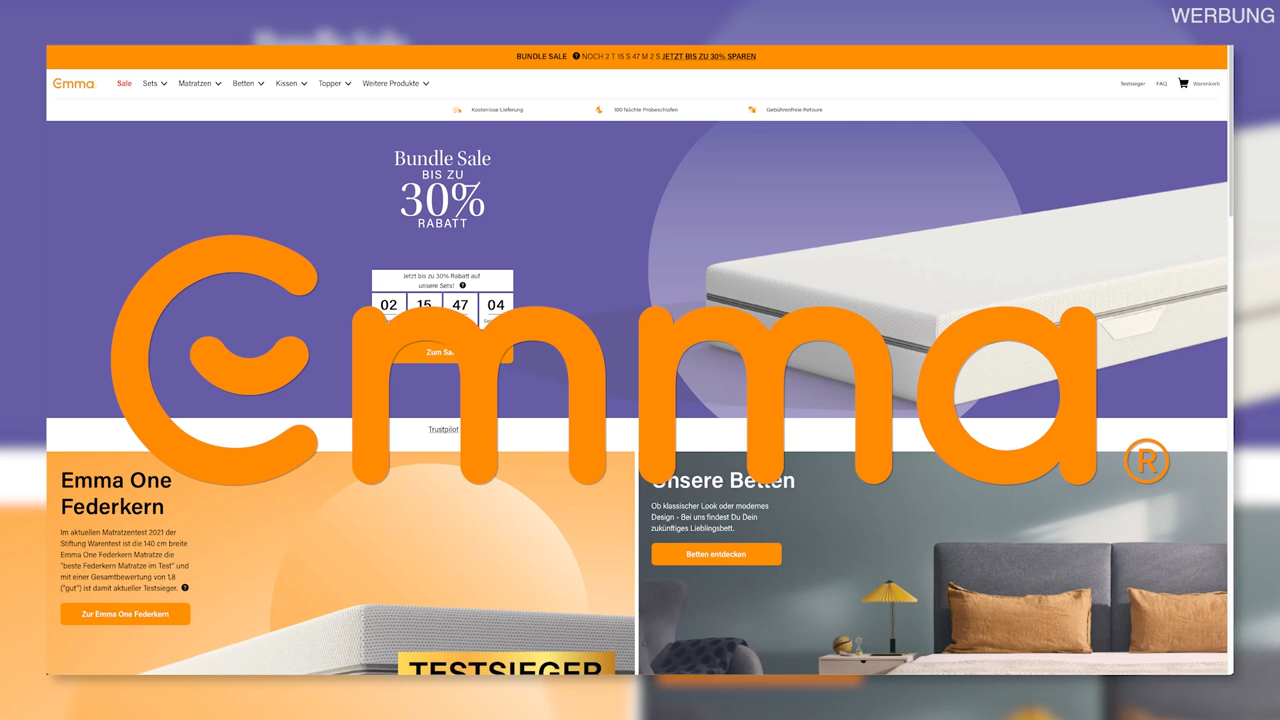 WERBUNG
BUNDLE SALE ? NOCH 2 T 15 S 47 M 2 S JETZT BIS ZU 30% SPAREN
Emma
Sale Sets Matratzen Betten Kissen Topper Weitere Produkte
Testsieger FAQ Warenkorb
Kostenlose Lieferung 100 Nächte Probeschlafen Gebührenfreie Retoure
Bundle Sale
BIS ZU
30%
RABATT
Jetzt bis zu 30% Rabatt auf
unsere Sets! ?
02 15 47 04
Zum Sa
Emma®
Trustpilot
Emma One
Federkern
Im aktuellen Matratzentest 2021 der
Stiftung Warentest ist die 140 cm breite
Emma One Federkern Matratze die
"beste Federkern Matratze im Test" und
mit einer Gesamtbewertung von 1,8
("gut") ist damit aktueller Testsieger. ?
Zur Emma One Federkern
TESTSIEGER
Unsere Betten
Ob klassischer Look oder modernes
Design - Bei uns findest Du Dein
zukünftiges Lieblingsbett.
Betten entdecken